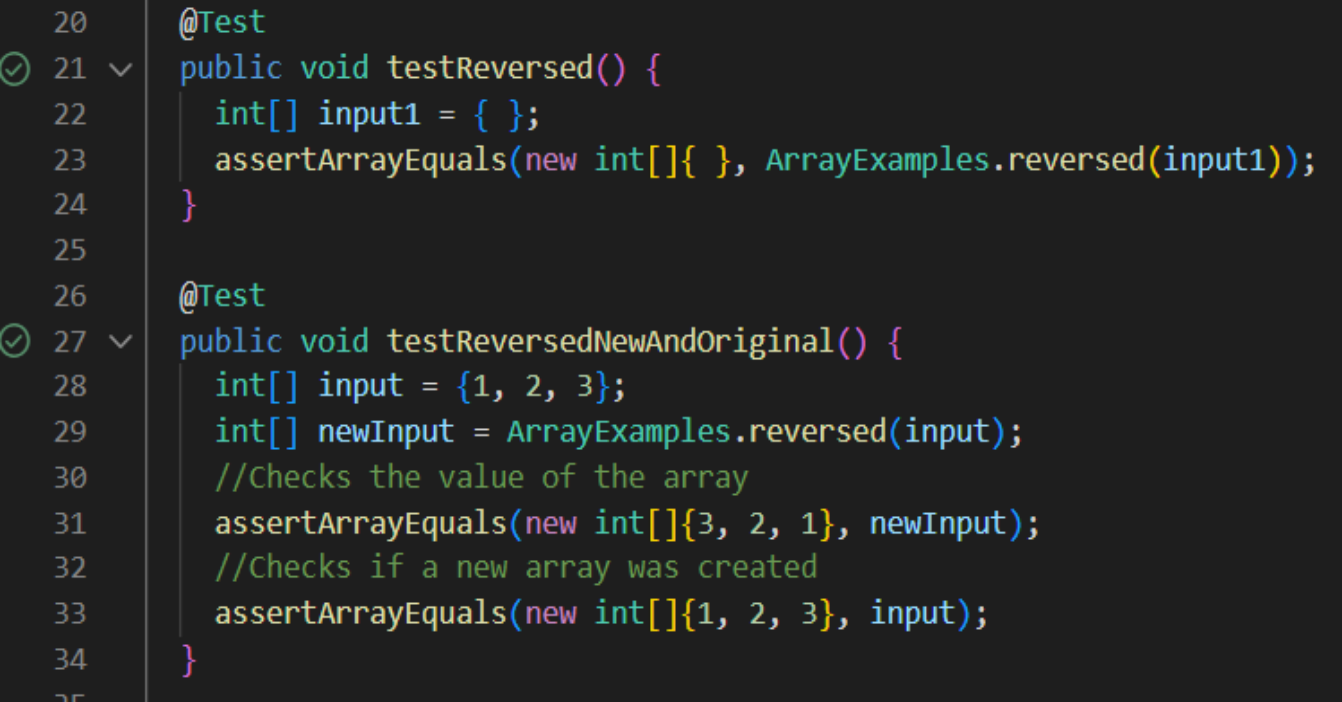 20 @Test
21 public void testReversed() {
22 int[] input1 = { };
23 assertArrayEquals(new int[]{ }, ArrayExamples.reversed(input1));
24 }
25
26 @Test
27 public void testReversedNewAndOriginal() {
28 int[] input = {1, 2, 3};
29 int[] newInput = ArrayExamples.reversed(input);
30 //Checks the value of the array
31 assertArrayEquals(new int[]{3, 2, 1}, newInput);
32 //Checks if a new array was created
33 assertArrayEquals(new int[]{1, 2, 3}, input);
34 }